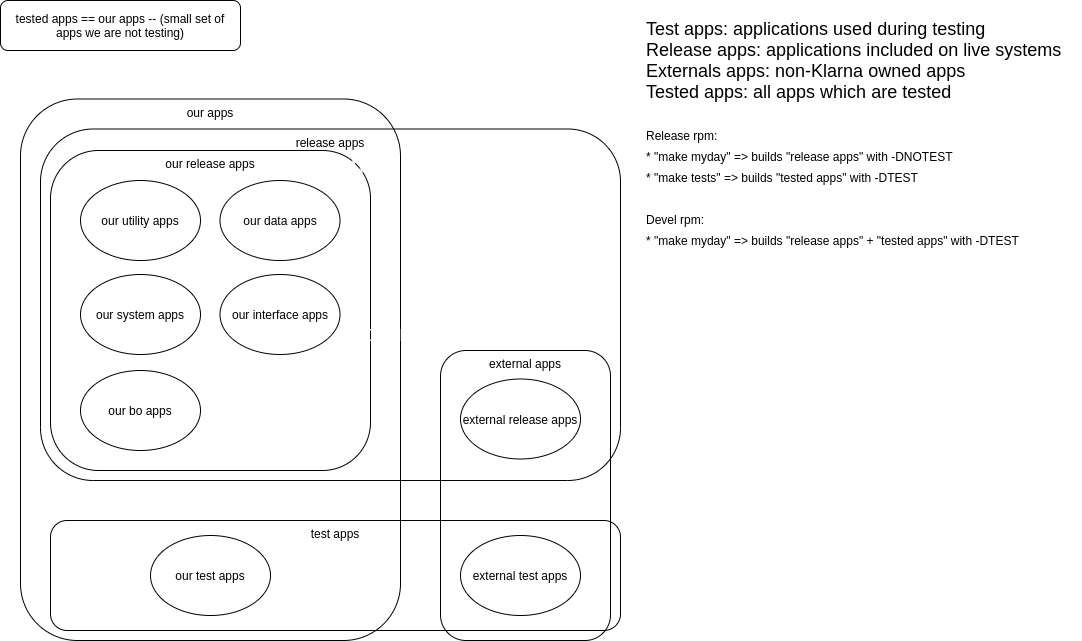 tested apps == our apps -- (small set of
apps we are not testing)
Test apps: applications used during testing
Release apps: applications included on live systems
Externals apps: non-Klarna owned apps
Tested apps: all apps which are tested
Release rpm:
* "make myday" => builds "release apps" with -DNOTEST
* "make tests" => builds "tested apps" with -DTEST
Devel rpm:
* "make myday" => builds "release apps" + "tested apps" with -DTEST
our apps
release apps
our release apps
our utility apps
our data apps
our system apps
our interface apps
our bo apps
external apps
external release apps
test apps
our test apps
external test apps